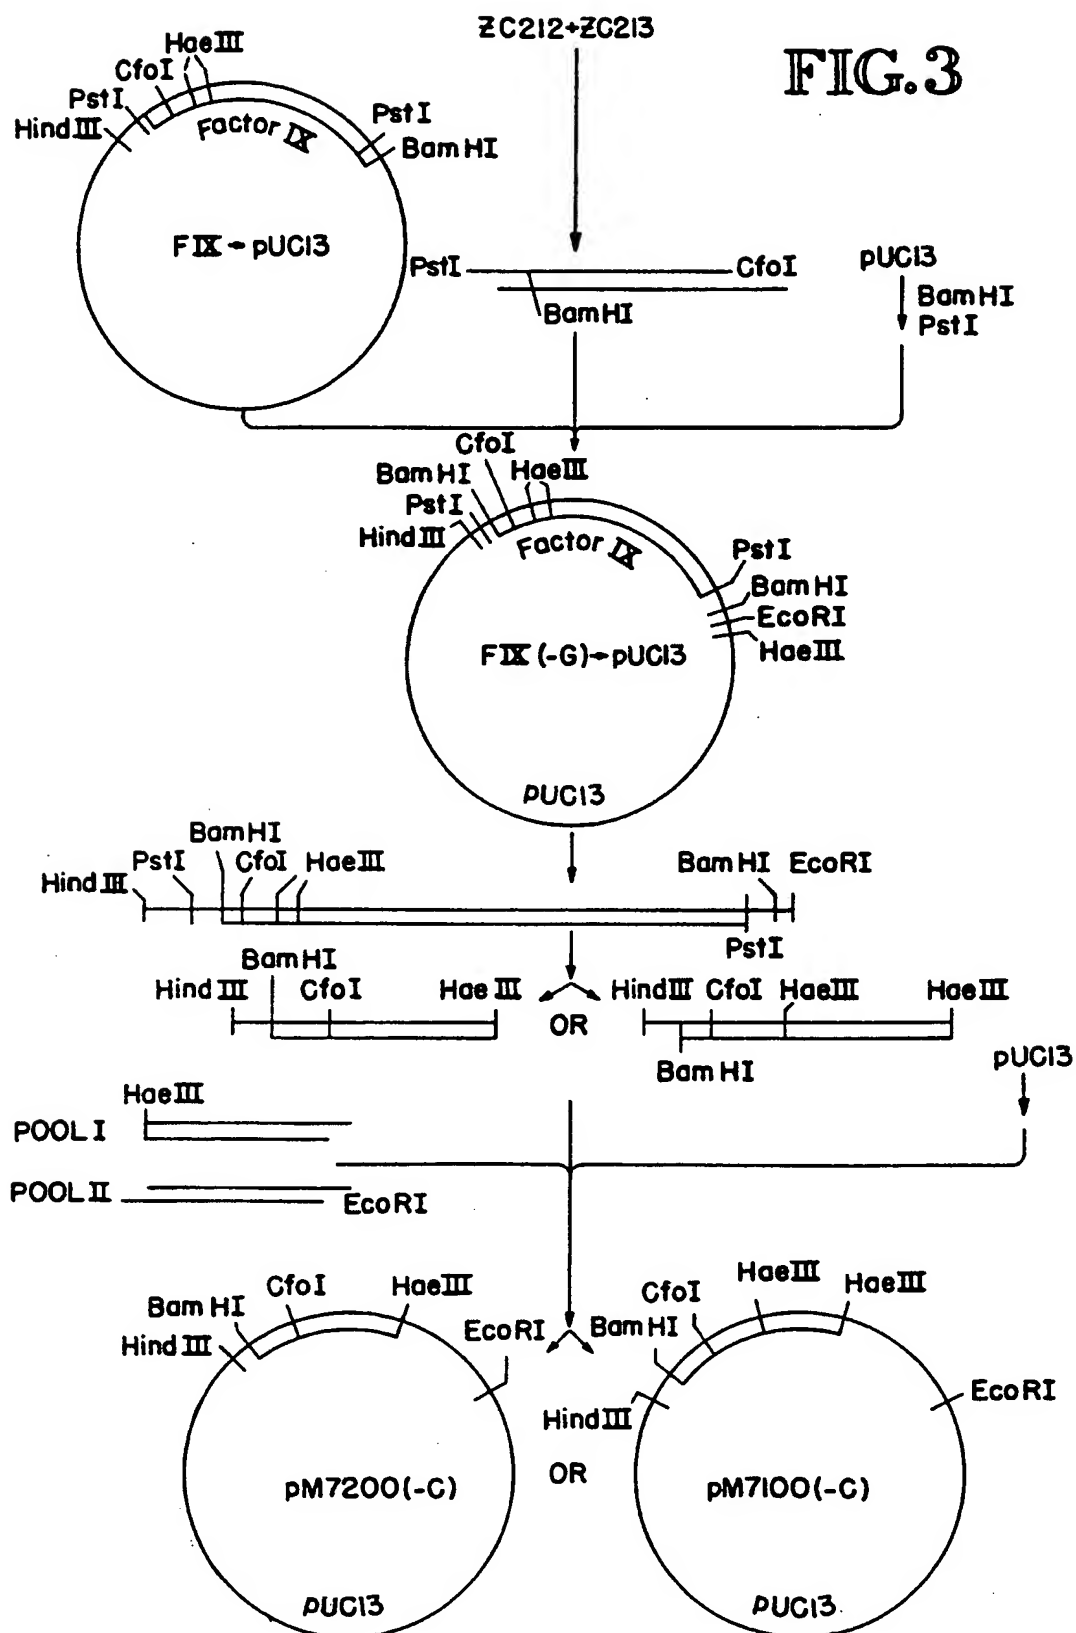 FIG.3
ZC212+ZC213
HaeIII
CfoI
PstI
HindIII
Factor IX
PstI
BamHI
FIX→pUC13
PstI
CfoI
BamHI
pUC13
BamHI
PstI
CfoI
BamHI
HaeIII
PstI
HindIII
Factor IX
PstI
BamHI
EcoRI
HaeIII
FIX(-G)→pUC13
pUC13
BamHI
PstI
CfoI
HaeIII
HindIII
BamHI
EcoRI
PstI
BamHI
HindIII
CfoI
HaeIII
OR
HindIII
CfoI
HaeIII
HaeIII
BamHI
pUC13
HaeIII
POOL I
POOL II
EcoRI
CfoI
HaeIII
BamHI
HindIII
EcoRI
pM7200(-C)
pUC13
OR
HaeIII
HaeIII
CfoI
BamHI
HindIII
EcoRI
pM7100(-C)
pUC13